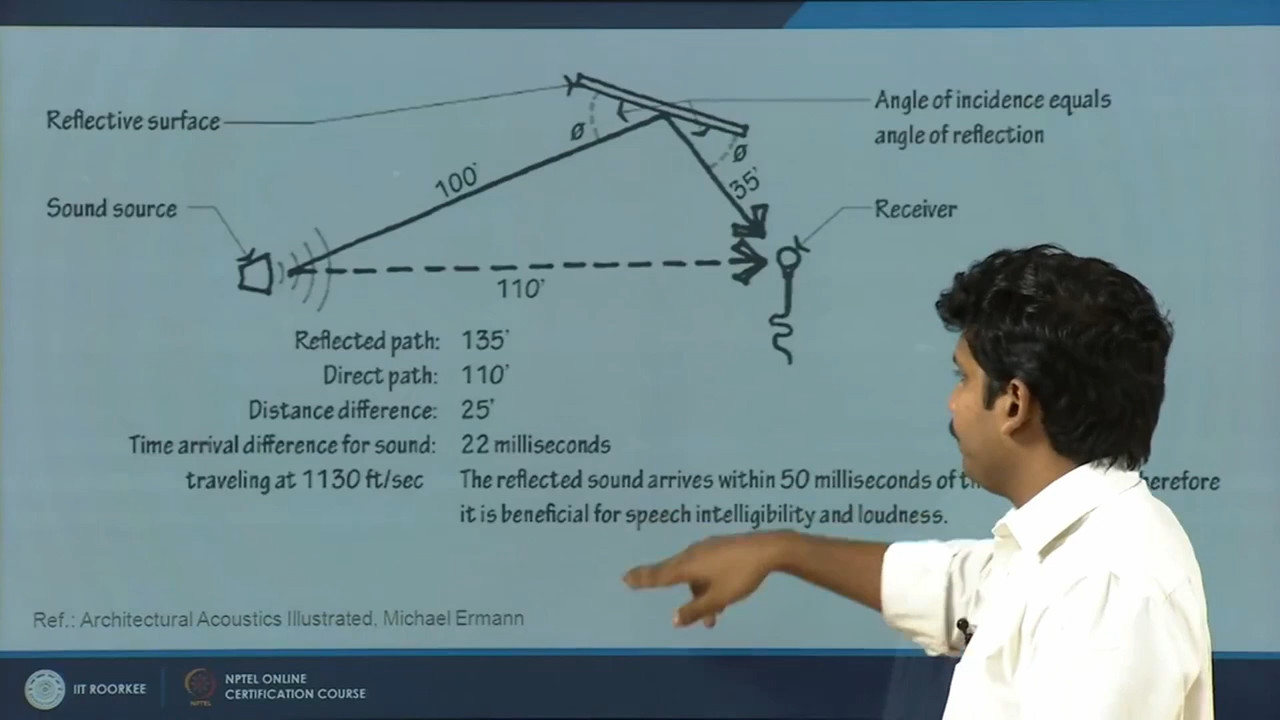 Reflective surface
Angle of incidence equals
angle of reflection
ø
ø
100'
35'
Sound source
Receiver
110'
Reflected path: 135'
Direct path: 110'
Distance difference: 25'
Time arrival difference for sound: 22 milliseconds
traveling at 1130 ft/sec The reflected sound arrives within 50 milliseconds of
it is beneficial for speech intelligibility and loudness.
Ref.: Architectural Acoustics Illustrated, Michael Ermann
IIT ROORKEE
NPTEL
NPTEL ONLINE
CERTIFICATION COURSE